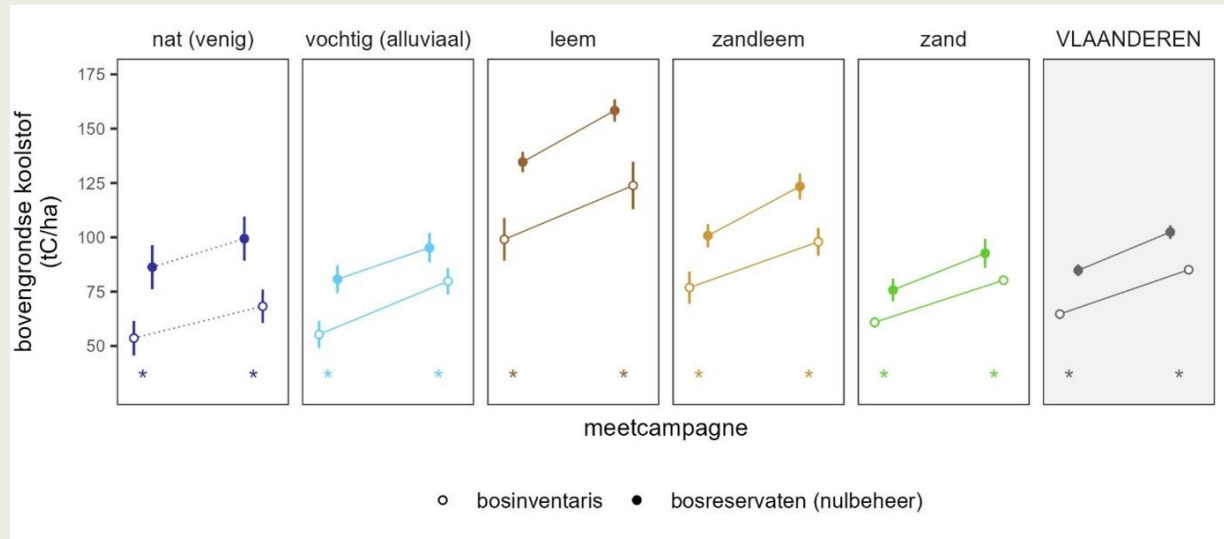 nat (venig) vochtig (alluviaal) leem zandleem zand VLAANDEREN
175
150
125
100
75
50
bovengrondse koolstof
(tC/ha)
* * * * * * * * * * * *
meetcampagne
bosinventaris bosreservaten (nulbeheer)